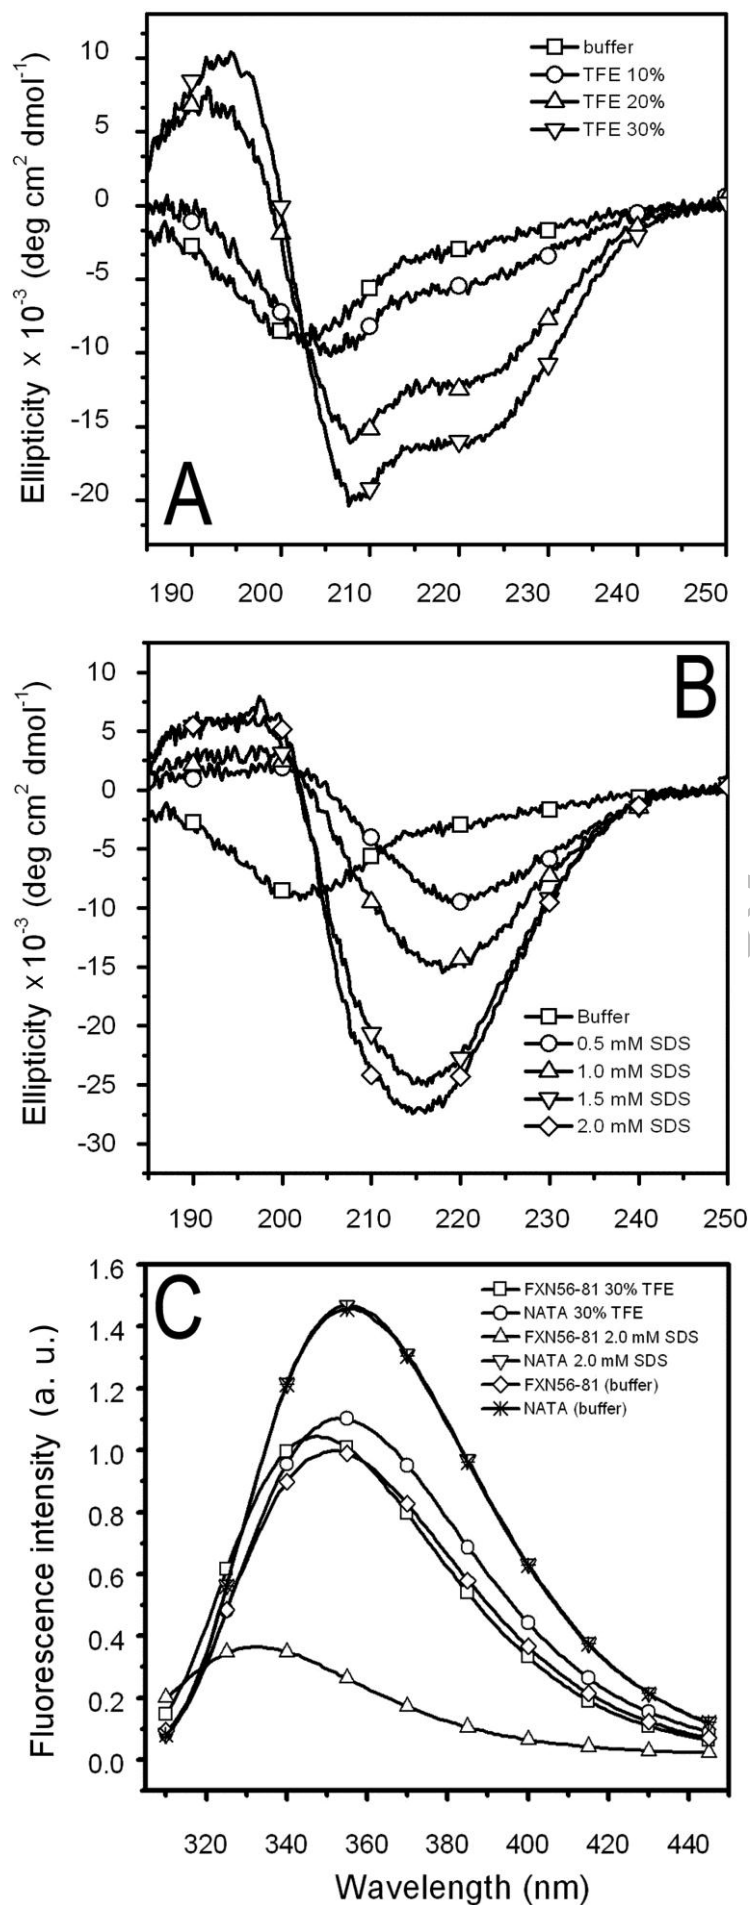 10
5
0
-5
-10
-15
-20
Ellipticity x 10⁻³ (deg cm² dmol⁻¹)
buffer
TFE 10%
TFE 20%
TFE 30%
A
190 200 210 220 230 240 250
10
5
0
-5
-10
-15
-20
-25
-30
Ellipticity x10⁻³ (deg cm² dmol⁻¹)
B
Buffer
0.5 mM SDS
1.0 mM SDS
1.5 mM SDS
2.0 mM SDS
190 200 210 220 230 240 250
1.6
1.4
1.2
1.0
0.8
0.6
0.4
0.2
0.0
Fluorescence intensity (a. u.)
C
FXN56-81 30% TFE
NATA 30% TFE
FXN56-81 2.0 mM SDS
NATA 2.0 mM SDS
FXN56-81 (buffer)
NATA (buffer)
320 340 360 380 400 420 440
Wavelength (nm)